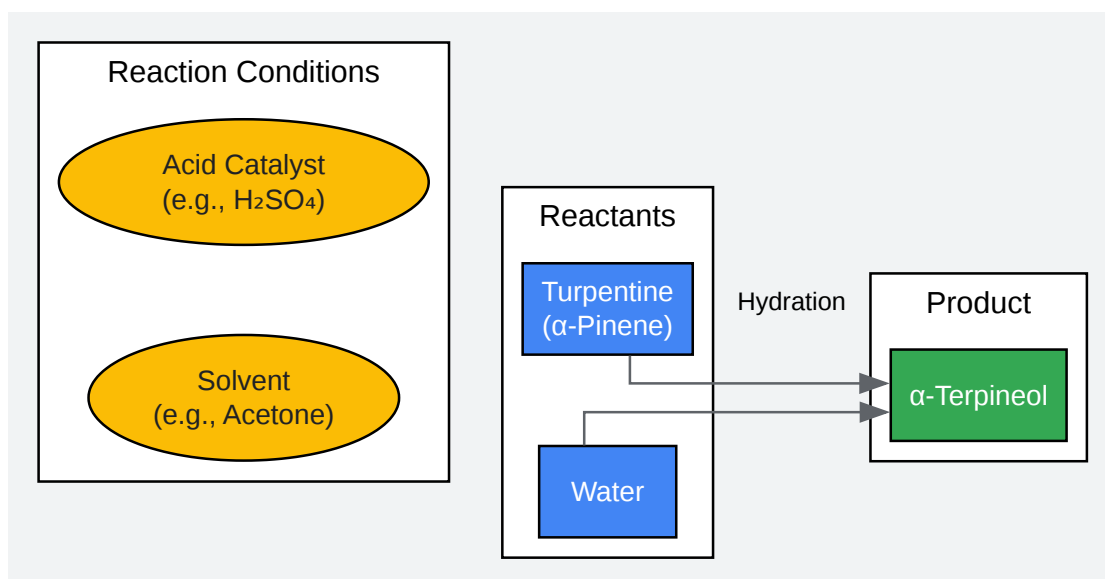 Reaction Conditions
Acid Catalyst
(e.g., H₂SO₄)
Solvent
(e.g., Acetone)
Reactants
Turpentine
(α-Pinene)
Water
Hydration
Product
α-Terpineol